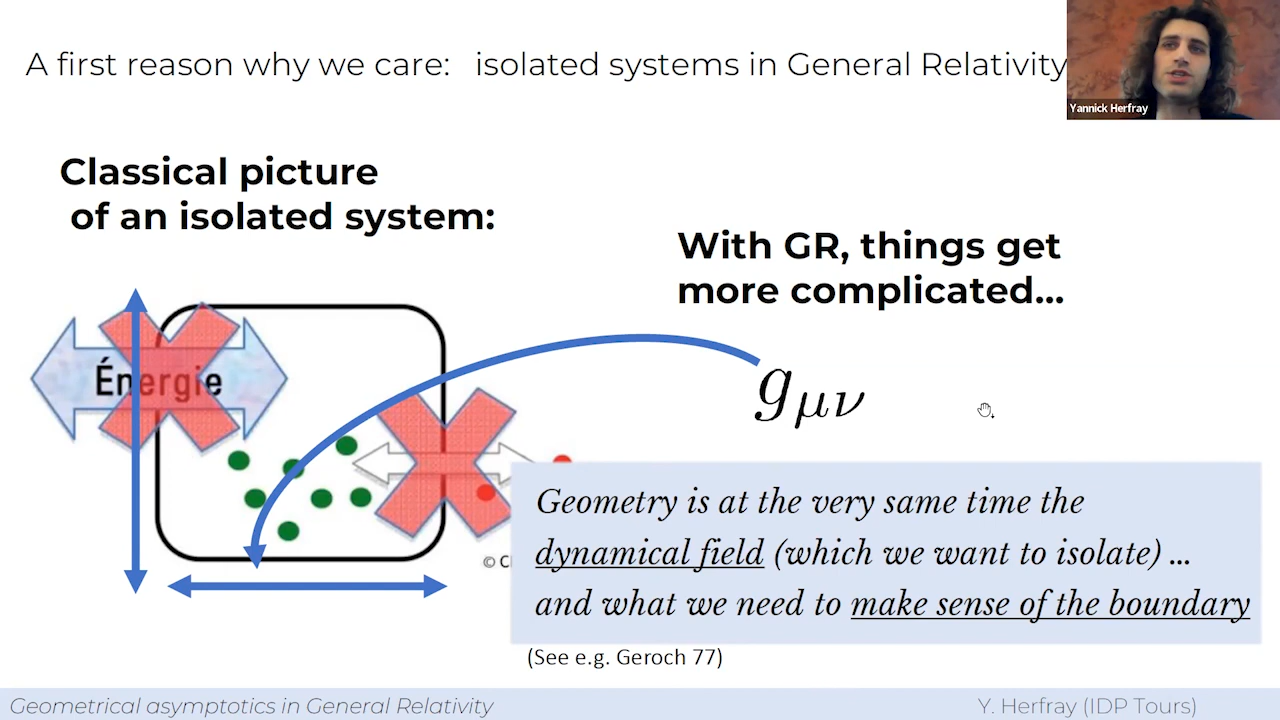 A first reason why we care: isolated systems in General Relativity
Yannick Herfray
Classical picture
of an isolated system:
With GR, things get
more complicated...
Énergie
gμν
Geometry is at the very same time the
dynamical field (which we want to isolate) ...
and what we need to make sense of the boundary
(See e.g. Geroch 77)
Geometrical asymptotics in General Relativity
Y. Herfray (IDP Tours)